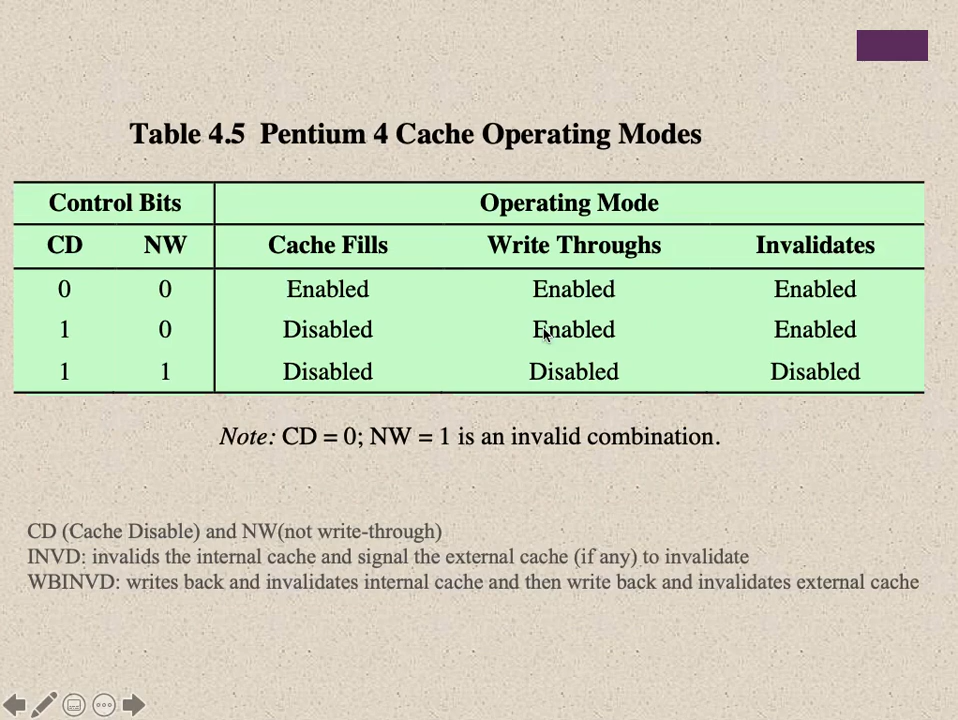 Table 4.5 Pentium 4 Cache Operating Modes
Control Bits Operating Mode
CD NW Cache Fills Write Throughs Invalidates
0 0 Enabled Enabled Enabled
1 0 Disabled Enabled Enabled
1 1 Disabled Disabled Disabled
Note: CD = 0; NW = 1 is an invalid combination.
CD (Cache Disable) and NW(not write-through)
INVD: invalids the internal cache and signal the external cache (if any) to invalidate
WBINVD: writes back and invalidates internal cache and then write back and invalidates external cache